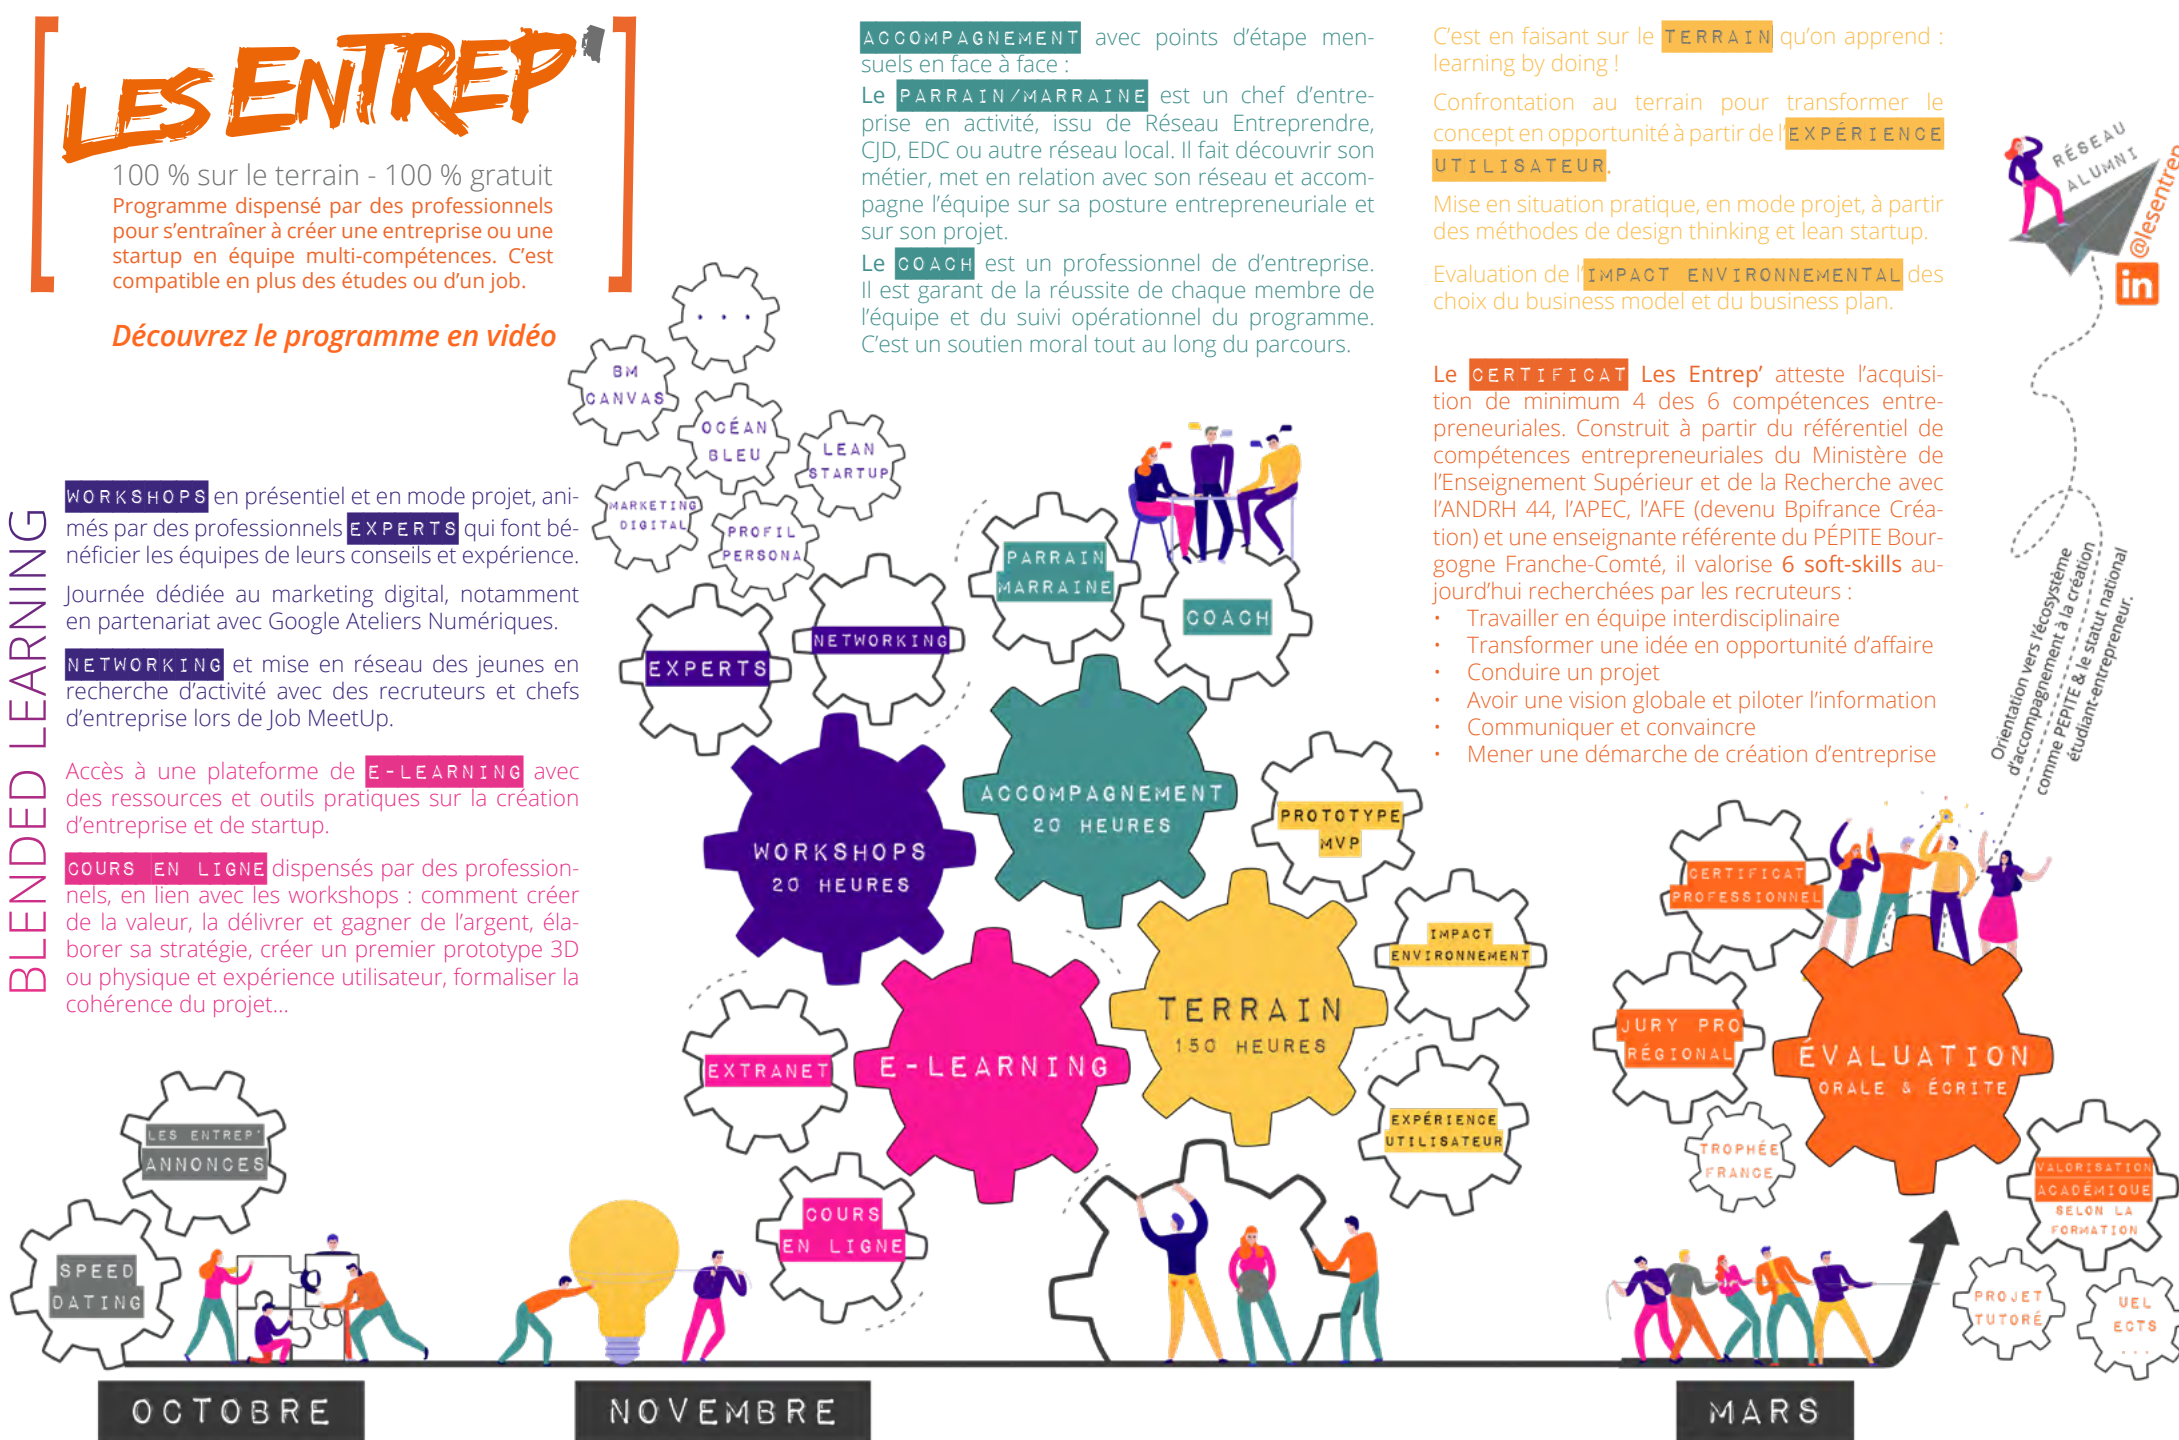 LES ENTREP'
100 % sur le terrain - 100 % gratuit
Programme dispensé par des professionnels
pour s'entraîner à créer une entreprise ou une
startup en équipe multi-compétences. C'est
compatible en plus des études ou d'un job.
Découvrez le programme en vidéo
BLENDED LEARNING
WORKSHOPS en présentiel et en mode projet, ani-
més par des professionnels EXPERTS qui font bé-
néficier les équipes de leurs conseils et expérience.
Journée dédiée au marketing digital, notamment
en partenariat avec Google Ateliers Numériques.
NETWORKING et mise en réseau des jeunes en
recherche d'activité avec des recruteurs et chefs
d'entreprise lors de Job MeetUp.
Accès à une plateforme de E-LEARNING avec
des ressources et outils pratiques sur la création
d'entreprise et de startup.
COURS EN LIGNE dispensés par des profession-
nels, en lien avec les workshops : comment créer
de la valeur, la délivrer et gagner de l'argent, éla-
borer sa stratégie, créer un premier prototype 3D
ou physique et expérience utilisateur, formaliser la
cohérence du projet...
ACCOMPAGNEMENT avec points d'étape men-
suels en face à face :
Le PARRAIN/MARRAINE est un chef d'entre-
prise en activité, issu de Réseau Entreprendre,
CJD, EDC ou autre réseau local. Il fait découvrir son
métier, met en relation avec son réseau et accom-
pagne l'équipe sur sa posture entrepreneuriale et
sur son projet.
Le COACH est un professionnel de d'entreprise.
Il est garant de la réussite de chaque membre de
l'équipe et du suivi opérationnel du programme.
C'est un soutien moral tout au long du parcours.
C'est en faisant sur le TERRAIN qu'on apprend :
learning by doing !
Confrontation au terrain pour transformer le
concept en opportunité à partir de l'EXPÉRIENCE
UTILISATEUR.
Mise en situation pratique, en mode projet, à partir
des méthodes de design thinking et lean startup.
Evaluation de l'IMPACT ENVIRONNEMENTAL des
choix du business model et du business plan.
Le CERTIFICAT Les Entrep' atteste l'acquisi-
tion de minimum 4 des 6 compétences entre-
preneuriales. Construit à partir du référentiel de
compétences entrepreneuriales du Ministère de
l'Enseignement Supérieur et de la Recherche avec
l'ANDRH 44, l'APEC, l'AFE (devenu Bpifrance Créa-
tion) et une enseignante référente du PÉPITE Bour-
gogne Franche-Comté, il valorise 6 soft-skills au-
jourd'hui recherchées par les recruteurs :
• Travailler en équipe interdisciplinaire
• Transformer une idée en opportunité d'affaire
• Conduire un projet
• Avoir une vision globale et piloter l'information
• Communiquer et convaincre
• Mener une démarche de création d'entreprise
RÉSEAU
ALUMNI
@lesentrep
in
Orientation vers l'écosystème
d'accompagnement à la création
comme PEPITE & le statut national
étudiant-entrepreneur.
...
BM
CANVAS
OCÉAN
BLEU
LEAN
STARTUP
MARKETING
DIGITAL
PROFIL
PERSONA
EXPERTS
NETWORKING
PARRAIN
MARRAINE
COACH
WORKSHOPS
20 HEURES
ACCOMPAGNEMENT
20 HEURES
PROTOTYPE
MVP
IMPACT
ENVIRONNEMENT
TERRAIN
150 HEURES
E-LEARNING
EXTRANET
EXPÉRIENCE
UTILISATEUR
COURS
EN LIGNE
LES ENTREP'
ANNONCES
SPEED
DATING
CERTIFICAT
PROFESSIONNEL
JURY PRO
RÉGIONAL
ÉVALUATION
ORALE & ÉCRITE
TROPHÉE
FRANCE
VALORISATION
ACADÉMIQUE
SELON LA
FORMATION
PROJET
TUTORÉ
UEL
ECTS
...
OCTOBRE
NOVEMBRE
MARS